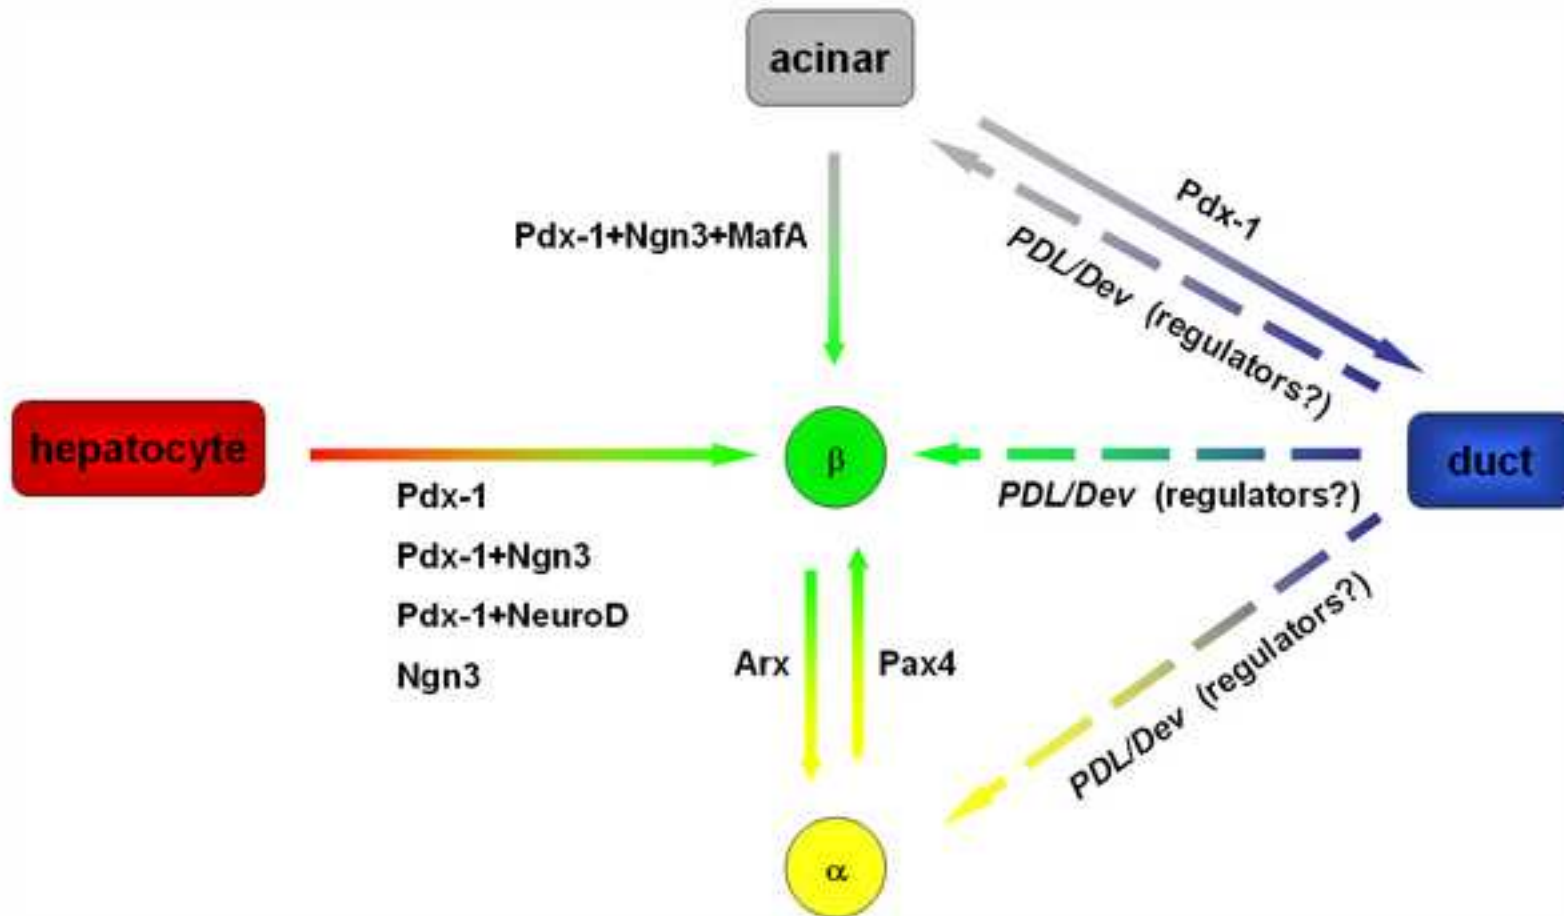 acinar
Pdx-1
Pdx-1+Ngn3+MafA
PDL/Dev (regulators?)
hepatocyte
β
duct
PDL/Dev (regulators?)
Pdx-1
Pdx-1+Ngn3
Pdx-1+NeuroD
Ngn3
Arx
Pax4
PDL/Dev (regulators?)
α